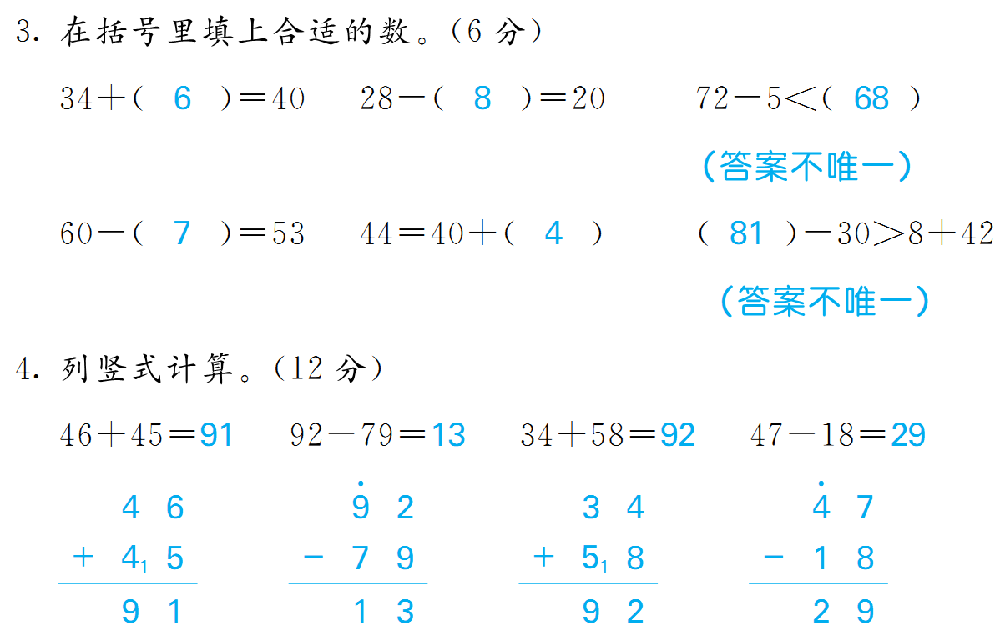 3. 在括号里填上合适的数。(6 分)
34+( 6 )=40 28-( 8 )=20 72-5<( 68 )
(答案不唯一)
60-( 7 )=53 44=40+( 4 ) ( 81 )-30>8+42
(答案不唯一)
4. 列竖式计算。(12 分)
46+45=91 92-79=13 34+58=92 47-18=29
4 6 9̇ 2 3 4 4̇ 7
+ 4₁ 5 - 7 9 + 5₁ 8 - 1 8
9 1 1 3 9 2 2 9